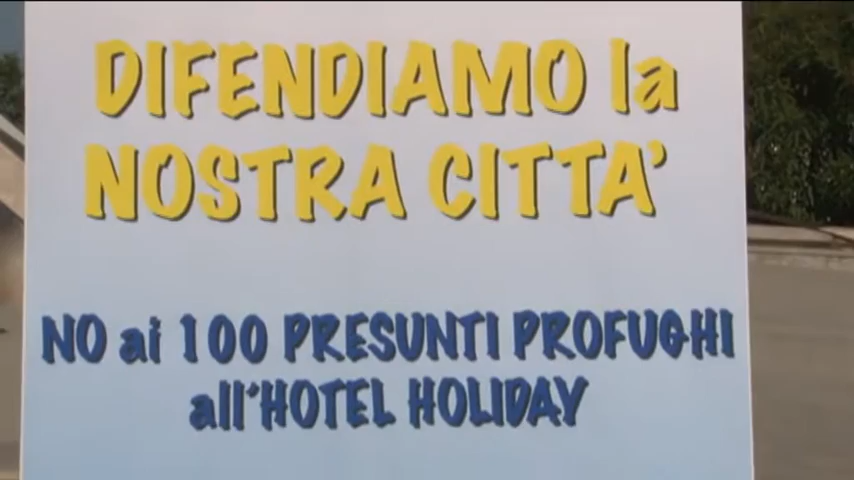 DIFENDIAMO la
NOSTRA CITTA'
NO ai 100 PRESUNTI PROFUGHI
all'HOTEL HOLIDAY